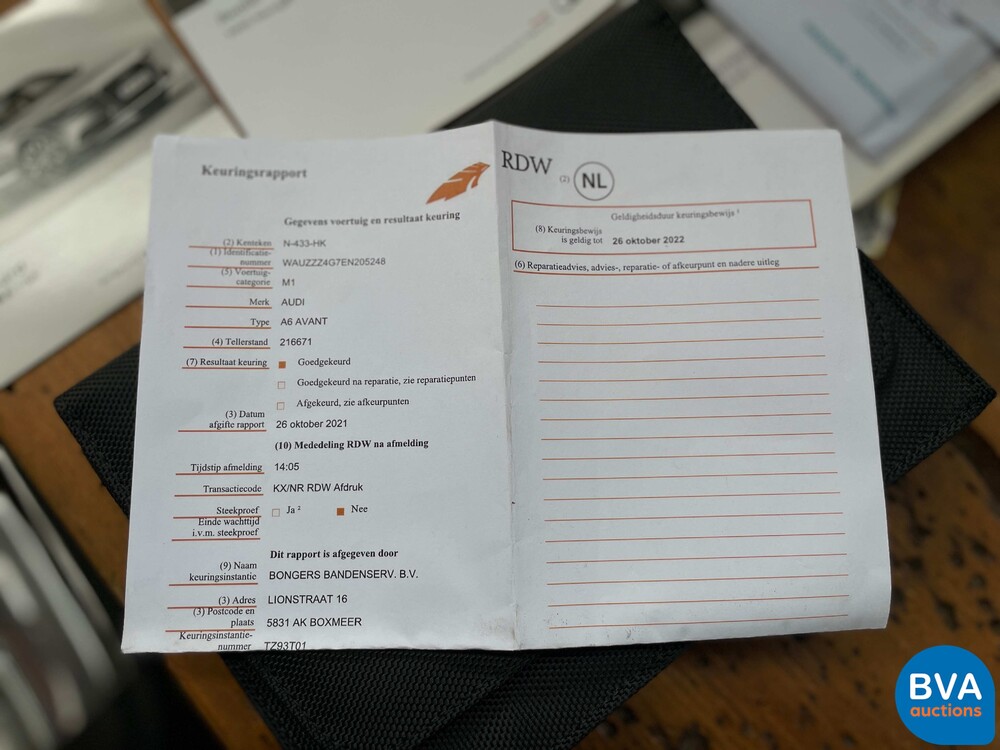 Keuringsrapport
Gegevens voertuig en resultaat keuring
(2) Kenteken N-433-HK
(1) Identificatie-
nummer WAUZZZ4G7EN205248
(5) Voertuig-
categorie M1
Merk AUDI
Type A6 AVANT
(4) Tellerstand 216671
(7) Resultaat keuring Goedgekeurd
Goedgekeurd na reparatie, zie reparatiepunten
Afgekeurd, zie afkeurpunten
(3) Datum
afgifte rapport 26 oktober 2021
(10) Mededeling RDW na afmelding
Tijdstip afmelding 14:05
Transactiecode KX/NR RDW Afdruk
Steekproef Ja ² Nee
Einde wachttijd
i.v.m. steekproef
Dit rapport is afgegeven door
(9) Naam
keuringsinstantie BONGERS BANDENSERV. B.V.
(3) Adres LIONSTRAAT 16
(3) Postcode en
plaats 5831 AK BOXMEER
Keuringsinstantie-
nummer TZ93T01
RDW (2) NL
Geldigheidsduur keuringsbewijs ¹
(8) Keuringsbewijs
is geldig tot 26 oktober 2022
(6) Reparatieadvies, advies-, reparatie- of afkeurpunt en nadere uitleg
BVA
auctions